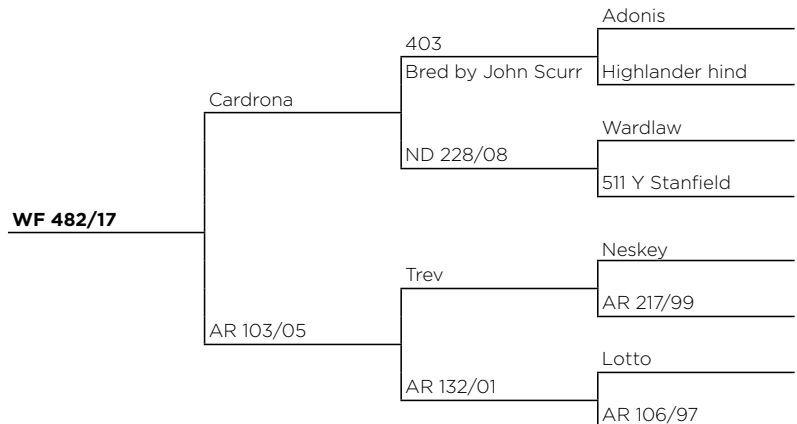 Adonis
403
Bred by John Scurr
Highlander hind
Cardrona
Wardlaw
ND 228/08
511 Y Stanfield
WF 482/17
Neskey
Trev
AR 217/99
AR 103/05
Lotto
AR 132/01
AR 106/97